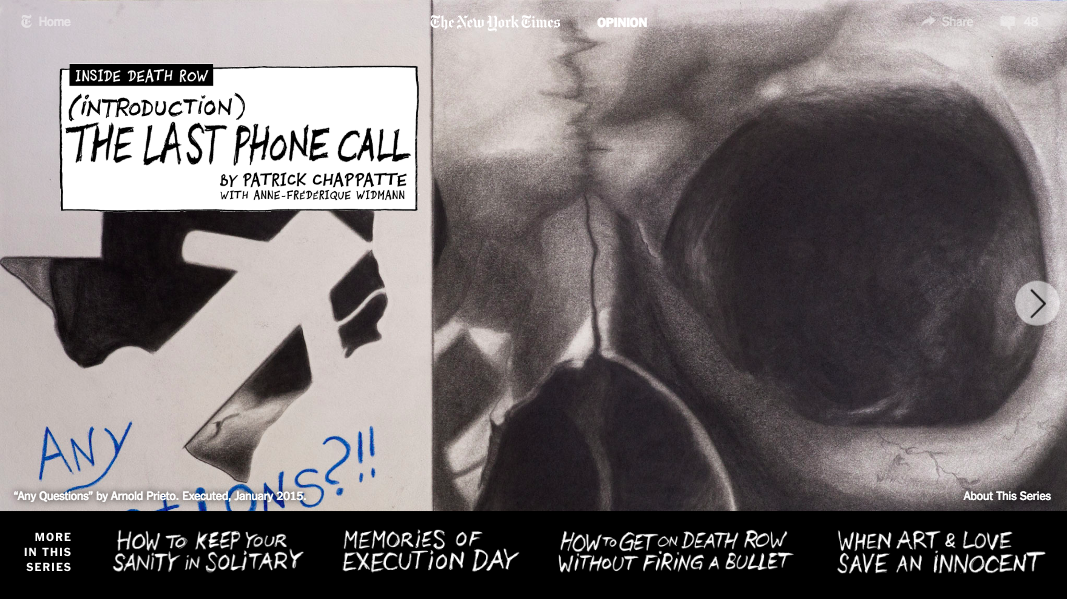 Home
The New York Times
OPINION
Share
48
INSIDE DEATH ROW
(INTRODUCTION)
THE LAST PHONE CALL
BY PATRICK CHAPPATTE
WITH ANNE-FRÉDÉRIQUE WIDMANN
ANY
?!!
"Any Questions" by Arnold Prieto. Executed, January 2015.
About This Series
MORE
IN THIS
SERIES
HOW TO KEEP YOUR
SANITY IN SOLITARY
MEMORIES OF
EXECUTION DAY
HOW TO GET ON DEATH ROW
WITHOUT FIRING A BULLET
WHEN ART & LOVE
SAVE AN INNOCENT